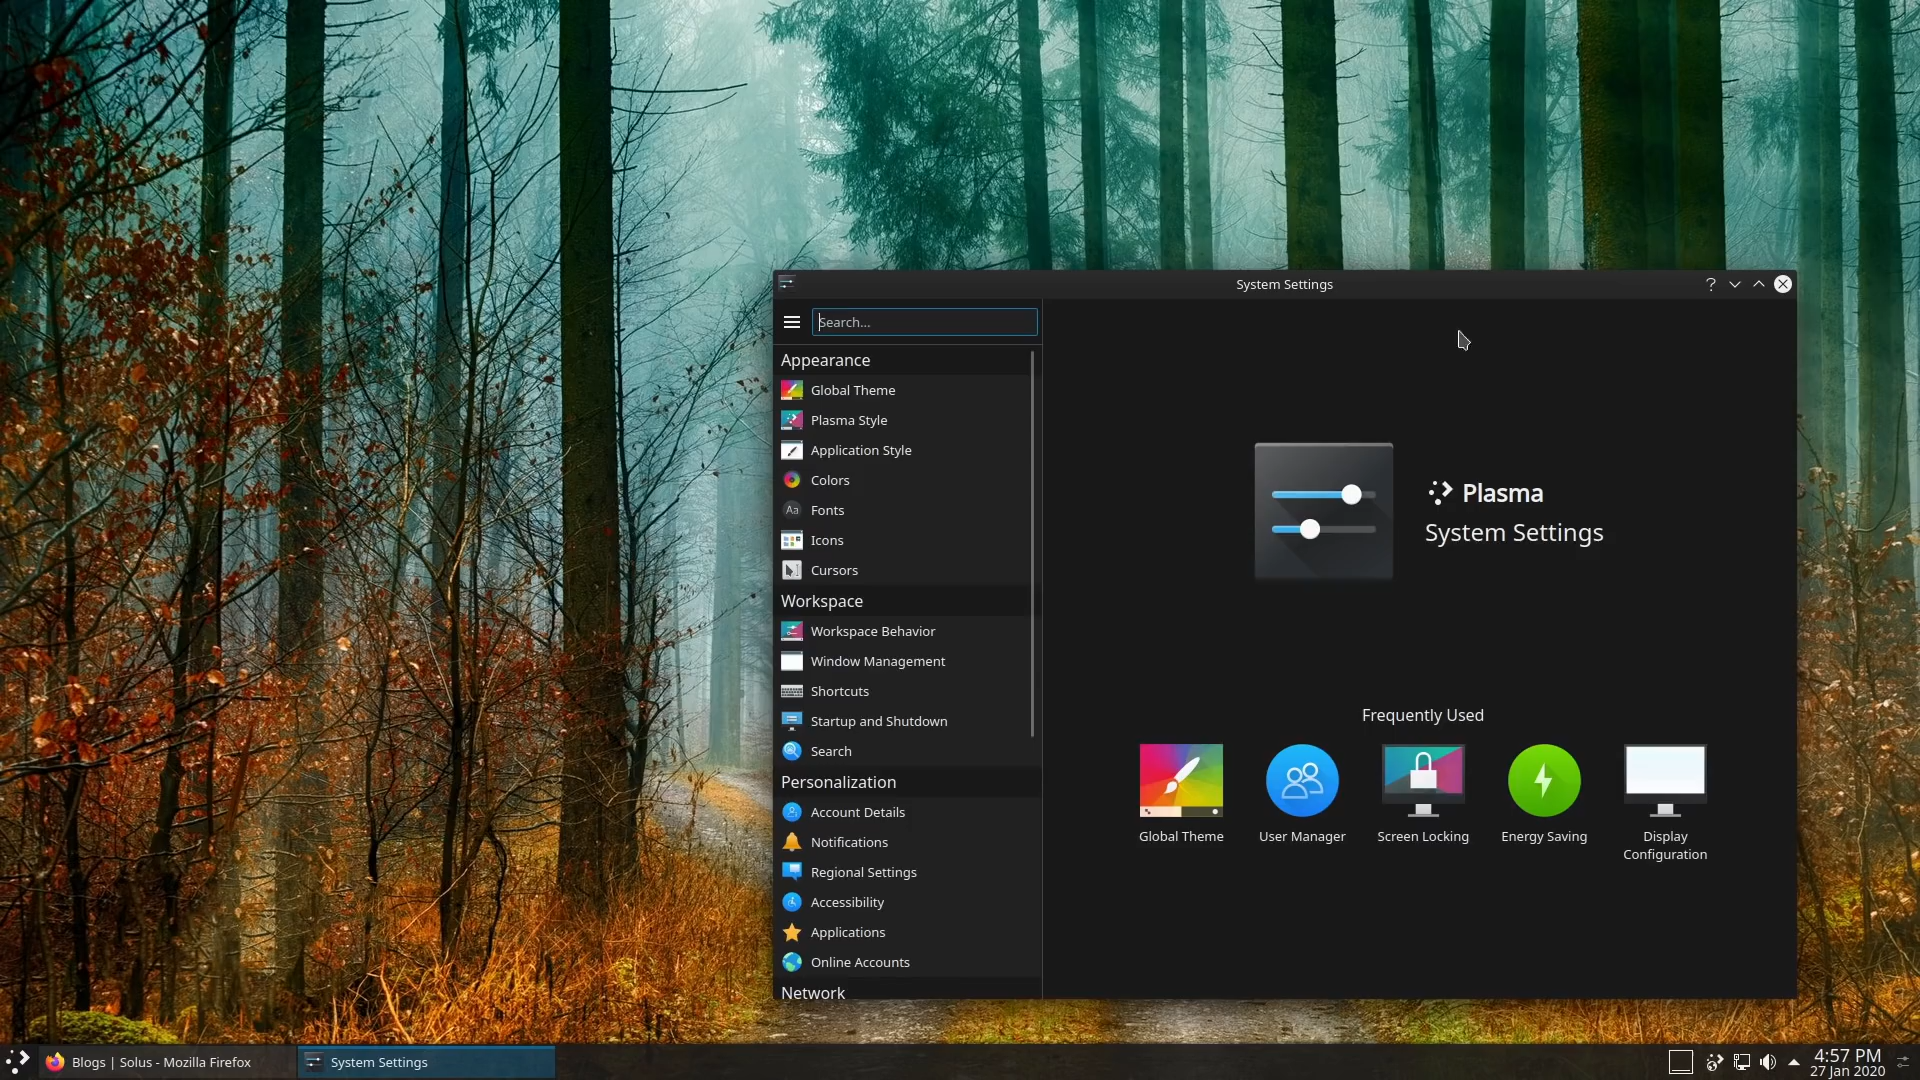 System Settings
Search...
Appearance
Global Theme
Plasma Style
Application Style
Colors
Aa Fonts
Icons
Cursors
Workspace
Workspace Behavior
Window Management
Shortcuts
Startup and Shutdown
Search
Personalization
Account Details
Notifications
Regional Settings
Accessibility
Applications
Online Accounts
Network
Plasma
System Settings
Frequently Used
Global Theme
User Manager
Screen Locking
Energy Saving
Display
Configuration
Blogs | Solus - Mozilla Firefox
System Settings
4:57 PM
27 Jan 2020